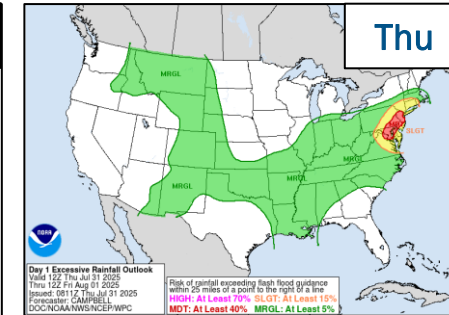 Thu
MRGL
SLGT
MRGL
MRGL
MRGL
NOAA
Day 1 Excessive Rainfall Outlook
Valid 12Z Thu Jul 31 2025
Thru 12Z Fri Aug 01 2025
Issued: 0811Z Thu Jul 31 2025
Forecaster: CAMPBELL
DOC/NOAA/NWS/NCEP/WPC
Risk of rainfall exceeding flash flood guidance
within 25 miles of a point to the right of a line
HIGH: At Least 70% SLGT: At Least 15%
MDT: At Least 40% MRGL: At Least 5%